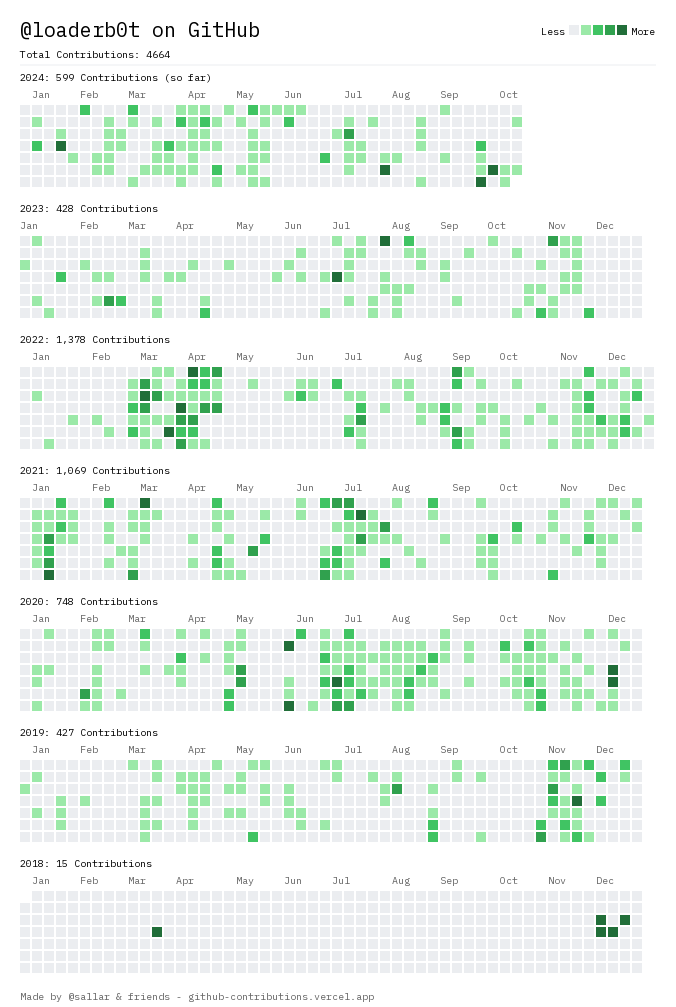 @loaderb0t on GitHub
Less More
Total Contributions: 4664
2024: 599 Contributions (so far)
Jan Feb Mar Apr May Jun Jul Aug Sep Oct
2023: 428 Contributions
Jan Feb Mar Apr May Jun Jul Aug Sep Oct Nov Dec
2022: 1,378 Contributions
Jan Feb Mar Apr May Jun Jul Aug Sep Oct Nov Dec
2021: 1,069 Contributions
Jan Feb Mar Apr May Jun Jul Aug Sep Oct Nov Dec
2020: 748 Contributions
Jan Feb Mar Apr May Jun Jul Aug Sep Oct Nov Dec
2019: 427 Contributions
Jan Feb Mar Apr May Jun Jul Aug Sep Oct Nov Dec
2018: 15 Contributions
Jan Feb Mar Apr May Jun Jul Aug Sep Oct Nov Dec
Made by @sallar & friends - github-contributions.vercel.app